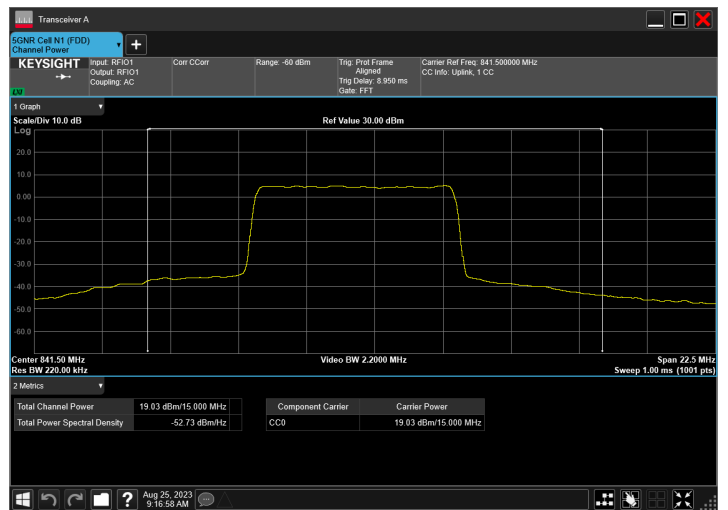 Transceiver A
5GNR Cell N1 (FDD)
Channel Power
KEYSIGHT
LXI
Input: RFIO1
Output: RFIO1
Coupling: AC
Corr CCorr
Range: -60 dBm
Trig: Prot Frame
Aligned
Trig Delay: 8.950 ms
Gate: FFT
Carrier Ref Freq: 841.500000 MHz
CC Info: Uplink, 1 CC
1 Graph
Scale/Div 10.0 dB
Ref Value 30.00 dBm
Log
20.0
10.0
0.00
-10.0
-20.0
-30.0
-40.0
-50.0
-60.0
Center 841.50 MHz
Video BW 2.2000 MHz
Span 22.5 MHz
Res BW 220.00 kHz
Sweep 1.00 ms (1001 pts)
2 Metrics
Total Channel Power 19.03 dBm/15.000 MHz
Total Power Spectral Density -52.73 dBm/Hz
Component Carrier Carrier Power
CC0 19.03 dBm/15.000 MHz
?
Aug 25, 2023
9:16:58 AM